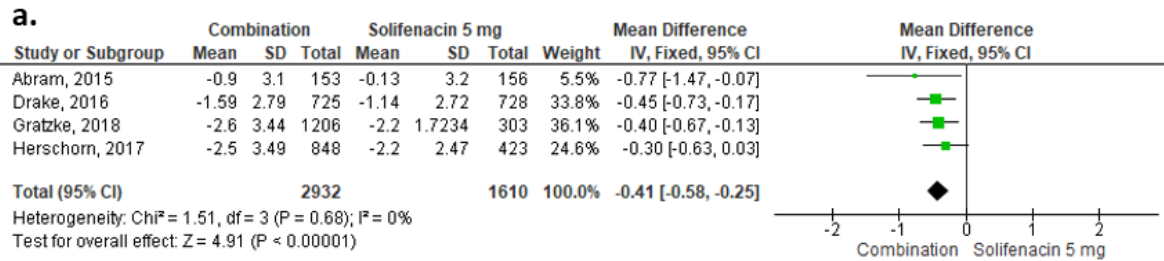 a.
Combination Solifenacin 5 mg Mean Difference Mean Difference
Study or Subgroup Mean SD Total Mean SD Total Weight IV, Fixed, 95% CI IV, Fixed, 95% CI
Abram, 2015 -0.9 3.1 153 -0.13 3.2 156 5.5% -0.77 [-1.47, -0.07]
Drake, 2016 -1.59 2.79 725 -1.14 2.72 728 33.8% -0.45 [-0.73, -0.17]
Gratzke, 2018 -2.6 3.44 1206 -2.2 1.7234 303 36.1% -0.40 [-0.67, -0.13]
Herschorn, 2017 -2.5 3.49 848 -2.2 2.47 423 24.6% -0.30 [-0.63, 0.03]
Total (95% CI) 2932 1610 100.0% -0.41 [-0.58, -0.25]
Heterogeneity: Chi² = 1.51, df = 3 (P = 0.68); I² = 0%
Test for overall effect: Z = 4.91 (P < 0.00001)
-2 -1 0 1 2
Combination Solifenacin 5 mg